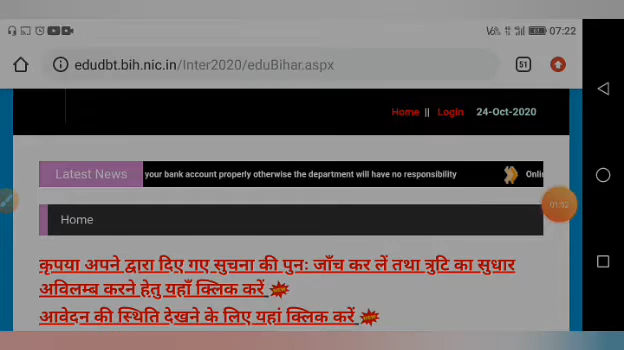 07:22
edudbt.bih.nic.in/Inter2020/eduBihar.aspx
51
Home || Login 24-Oct-2020
Latest News your bank account properly otherwise the department will have no responsibility
Home
01:52
कृपया अपने द्वारा दिए गए सुचना की पुनः जाँच कर लें तथा त्रुटि का सुधार
अविलम्ब करने हेतु यहाँ क्लिक करें
आवेदन की स्थिति देखने के लिए यहां क्लिक करें